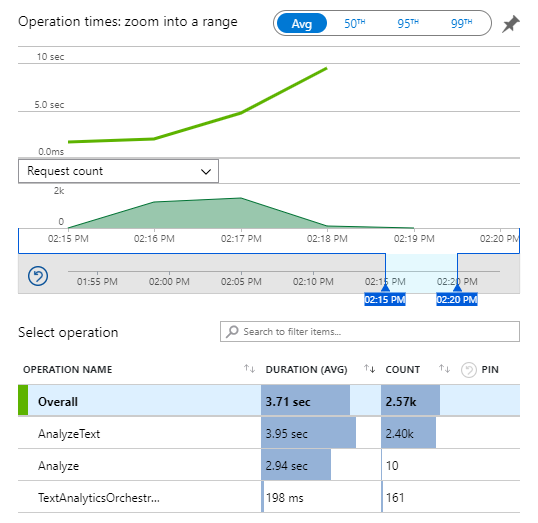 Operation times: zoom into a range
Avg 50TH 95TH 99TH
10 sec
5.0 sec
0.0ms
Request count
2k
0
02:15 PM 02:16 PM 02:17 PM 02:18 PM 02:19 PM 02:20 PM
01:55 PM 02:00 PM 02:05 PM 02:10 PM 02:15 PM 02:20 PM
02:15 PM 02:20 PM
Select operation
Search to filter items...
OPERATION NAME DURATION (AVG) COUNT PIN
Overall 3.71 sec 2.57k
AnalyzeText 3.95 sec 2.40k
Analyze 2.94 sec 10
TextAnalyticsOrchestr... 198 ms 161